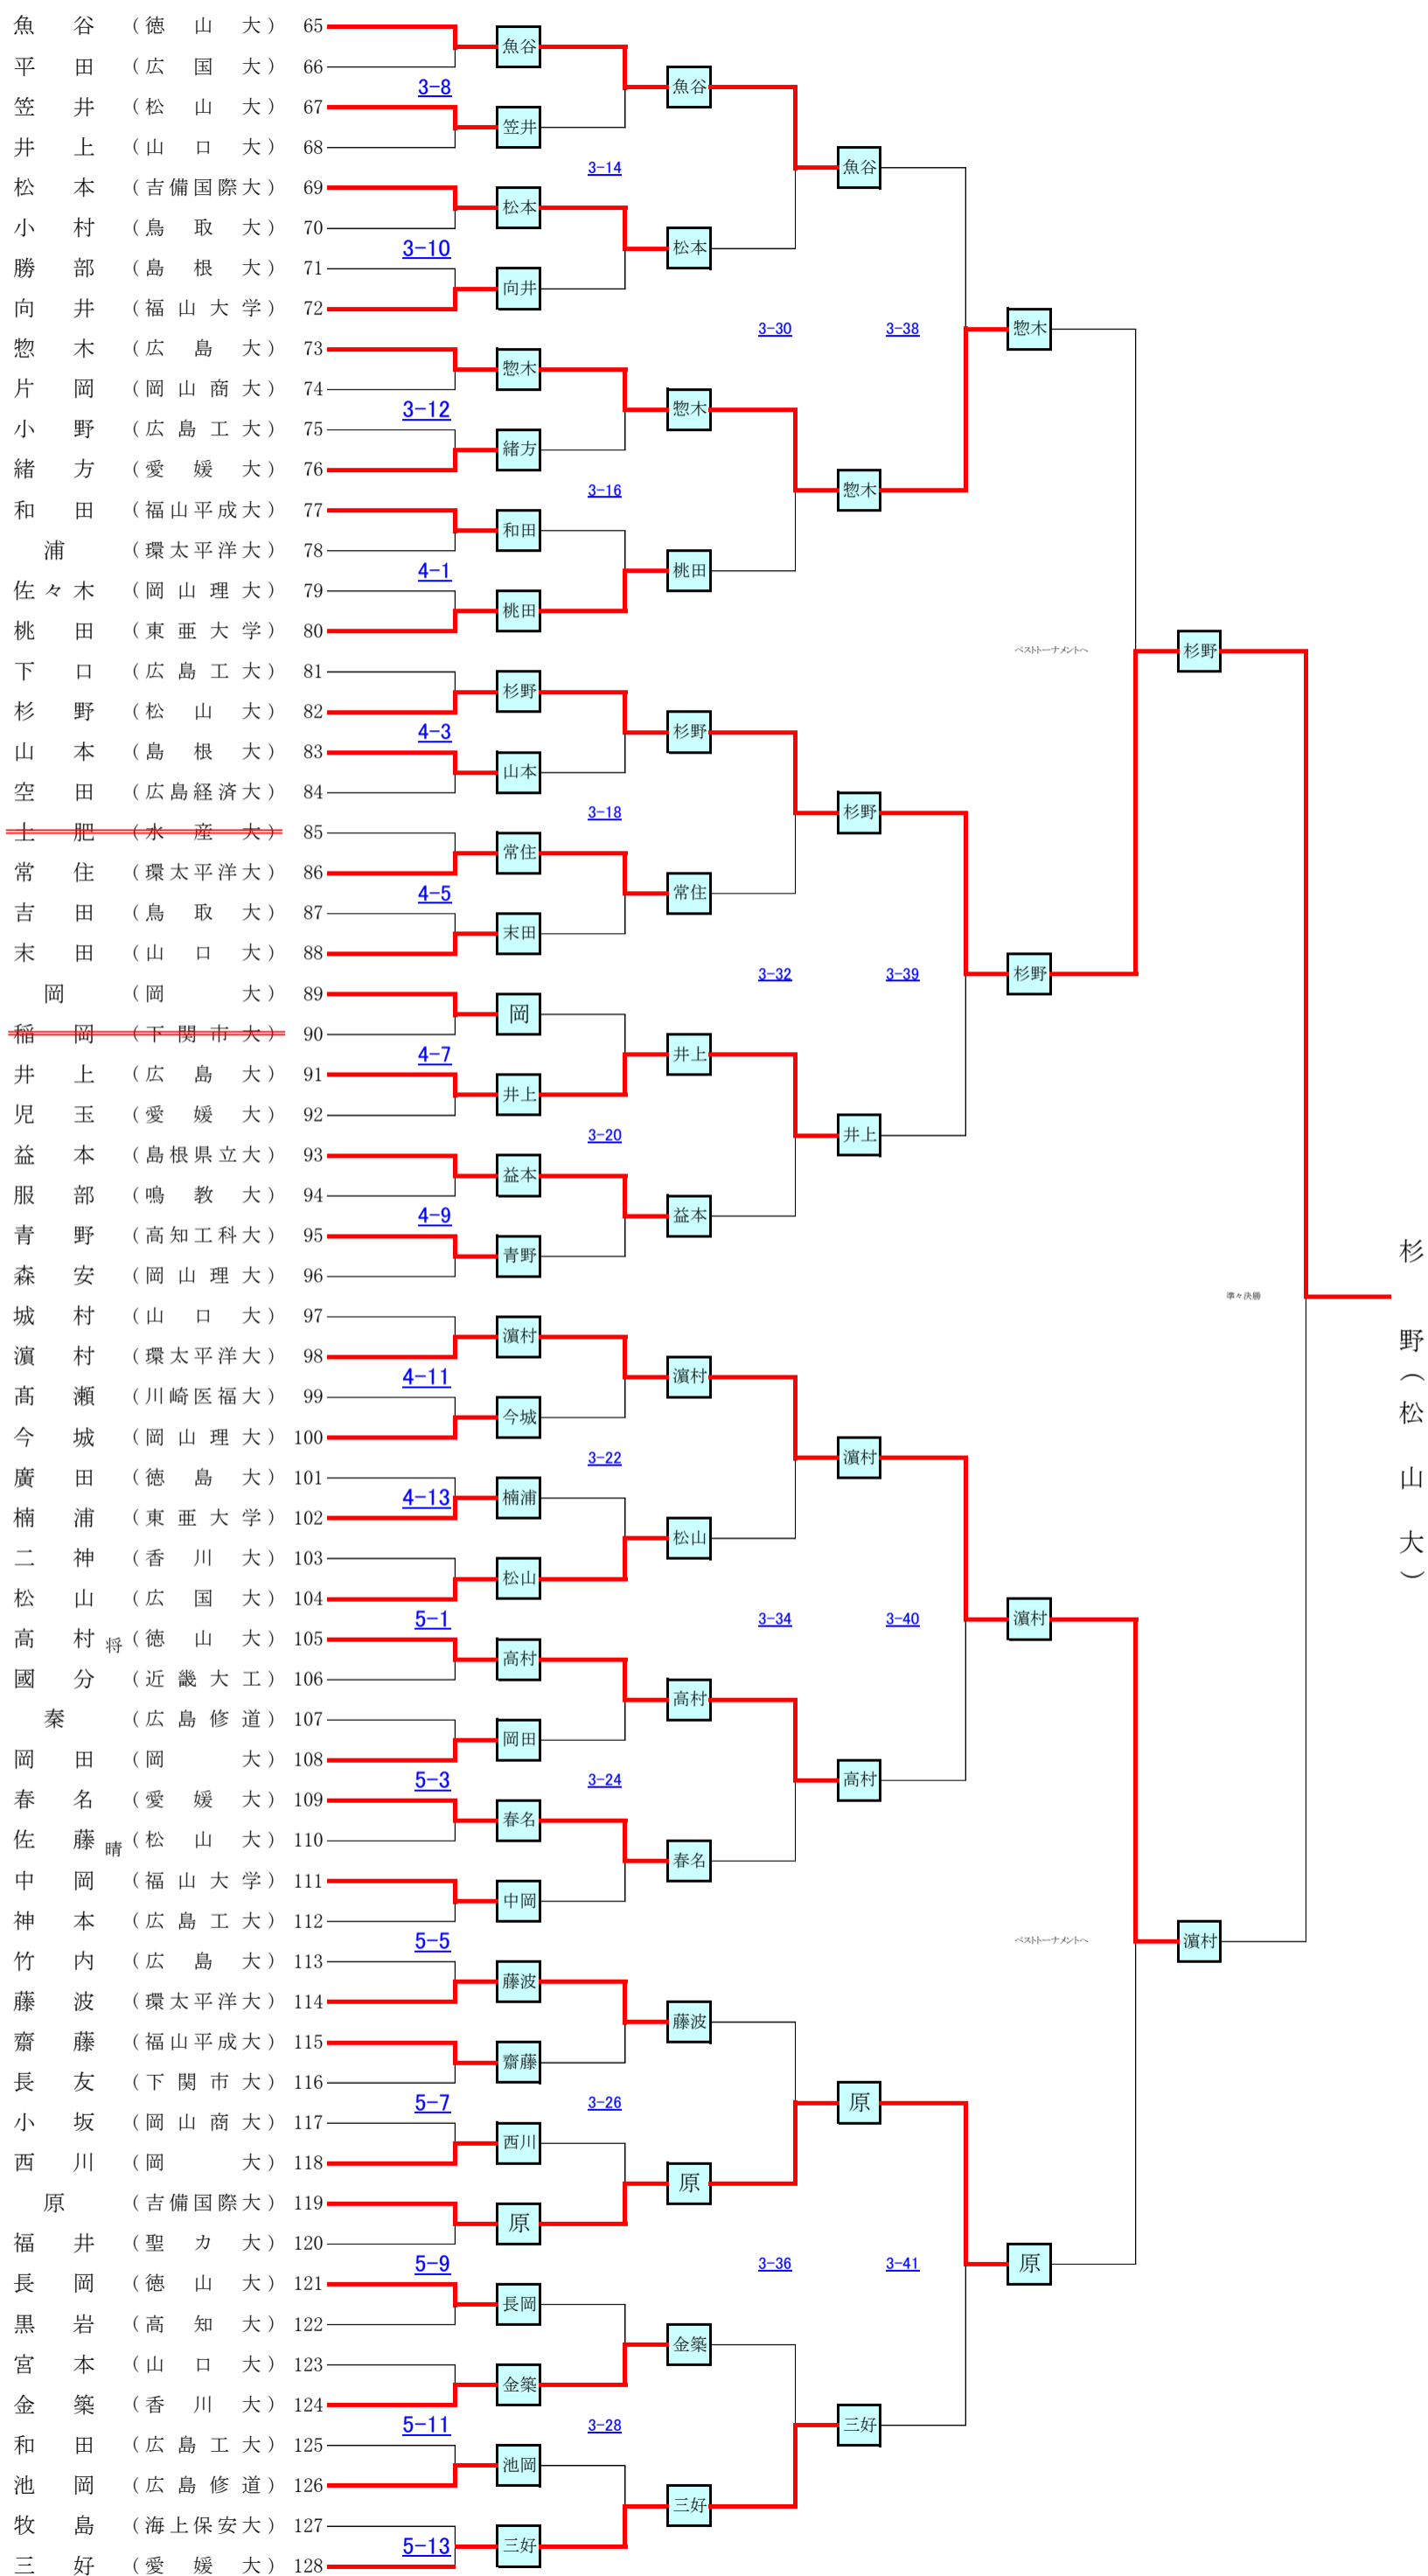 魚谷 （徳山大） 65
平田 （広国大） 66
笠井 （松山大） 67
井上 （山口大） 68
松本 （吉備国際大） 69
小村 （鳥取大） 70
勝部 （島根大） 71
向井 （福山大学） 72
惣木 （広島大） 73
片岡 （岡山商大） 74
小野 （広島工大） 75
緒方 （愛媛大） 76
和田 （福山平成大） 77
浦 （環太平洋大） 78
佐々木 （岡山理大） 79
桃田 （東亜大学） 80
下口 （広島工大） 81
杉野 （松山大） 82
山本 （島根大） 83
空田 （広島経済大） 84
土肥 （水産大） 85
常住 （環太平洋大） 86
吉田 （鳥取大） 87
末田 （山口大） 88
岡 （岡大） 89
稲岡 （下関市大） 90
井上 （広島大） 91
児玉 （愛媛大） 92
益本 （島根県立大） 93
服部 （鳴教大） 94
青野 （高知工科大） 95
森安 （岡山理大） 96
城村 （山口大） 97
濵村 （環太平洋大） 98
髙瀬 （川崎医福大） 99
今城 （岡山理大） 100
廣田 （徳島大） 101
楠浦 （東亜大学） 102
二神 （香川大） 103
松山 （広国大） 104
高村将 （徳山大） 105
國分 （近畿大工） 106
秦 （広島修道） 107
岡田 （岡大） 108
春名 （愛媛大） 109
佐藤晴 （松山大） 110
中岡 （福山大学） 111
神本 （広島工大） 112
竹内 （広島大） 113
藤波 （環太平洋大） 114
齋藤 （福山平成大） 115
長友 （下関市大） 116
小坂 （岡山商大） 117
西川 （岡大） 118
原 （吉備国際大） 119
福井 （聖カ大） 120
長岡 （徳山大） 121
黒岩 （高知大） 122
宮本 （山口大） 123
金築 （香川大） 124
和田 （広島工大） 125
池岡 （広島修道） 126
牧島 （海上保安大） 127
三好 （愛媛大） 128
3-8
3-10
3-12
4-1
4-3
4-5
4-7
4-9
4-11
4-13
5-1
5-3
5-5
5-7
5-9
5-11
5-13
魚谷
笠井
松本
向井
惣木
緒方
和田
桃田
杉野
山本
常住
末田
岡
井上
益本
青野
濵村
今城
楠浦
松山
高村
岡田
春名
中岡
藤波
齋藤
西川
原
長岡
金築
池岡
三好
3-14
3-16
3-18
3-20
3-22
3-24
3-26
3-28
魚谷
松本
惣木
桃田
杉野
常住
井上
益本
濵村
松山
高村
春名
藤波
原
金築
三好
3-30
3-32
3-34
3-36
魚谷
惣木
杉野
井上
濵村
高村
原
三好
3-38
3-39
3-40
3-41
惣木
杉野
濵村
原
ベストーナメントへ
ベストーナメントへ
杉野
濵村
準々決勝
杉野（松山大）